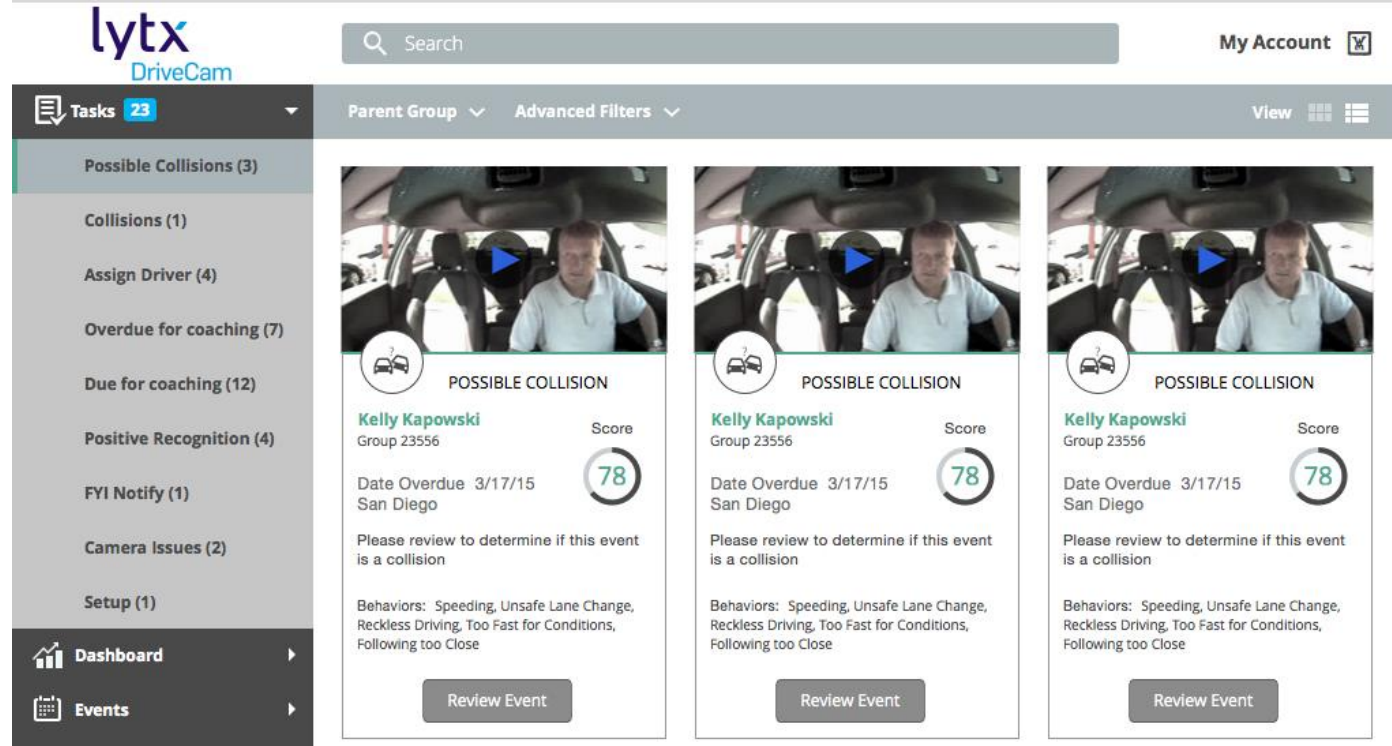 lytx
DriveCam
Search
My Account
Tasks 23
Parent Group
Advanced Filters
View
Possible Collisions (3)
Collisions (1)
Assign Driver (4)
Overdue for coaching (7)
Due for coaching (12)
Positive Recognition (4)
FYI Notify (1)
Camera Issues (2)
Setup (1)
Dashboard
Events
?
POSSIBLE COLLISION
Kelly Kapowski
Group 23556
Score
78
Date Overdue 3/17/15
San Diego
Please review to determine if this event
is a collision
Behaviors: Speeding, Unsafe Lane Change,
Reckless Driving, Too Fast for Conditions,
Following too Close
Review Event
?
POSSIBLE COLLISION
Kelly Kapowski
Group 23556
Score
78
Date Overdue 3/17/15
San Diego
Please review to determine if this event
is a collision
Behaviors: Speeding, Unsafe Lane Change,
Reckless Driving, Too Fast for Conditions,
Following too Close
Review Event
?
POSSIBLE COLLISION
Kelly Kapowski
Group 23556
Score
78
Date Overdue 3/17/15
San Diego
Please review to determine if this event
is a collision
Behaviors: Speeding, Unsafe Lane Change,
Reckless Driving, Too Fast for Conditions,
Following too Close
Review Event